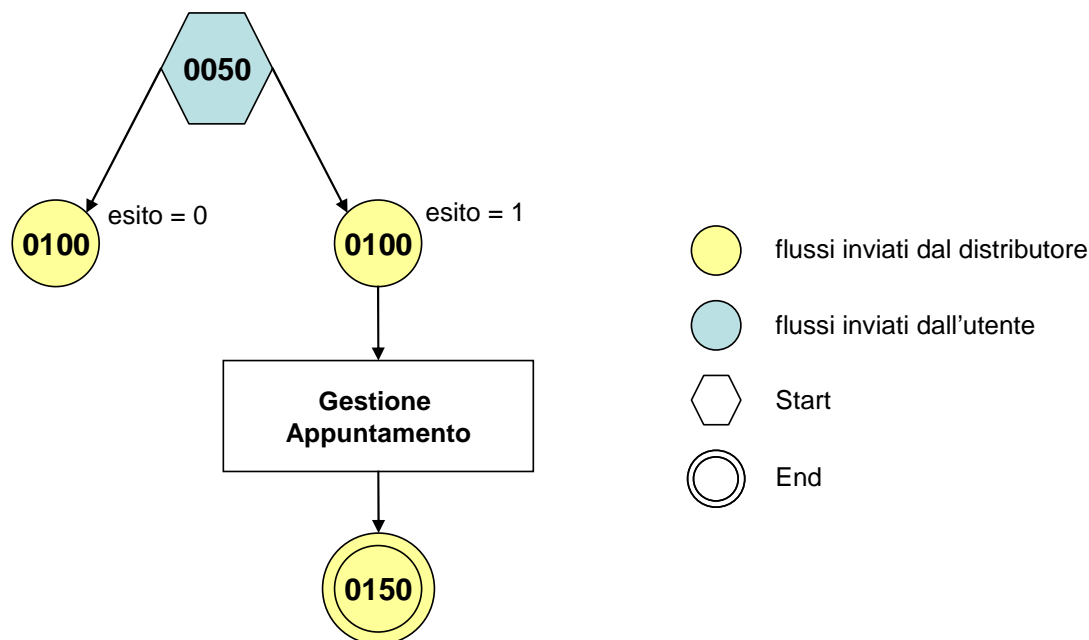 0050
esito = 0
esito = 1
0100
0100
Gestione
Appuntamento
0150
flussi inviati dal distributore
flussi inviati dall'utente
Start
End